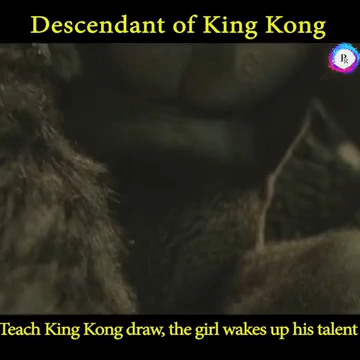 Descendant of King Kong
Teach King Kong draw, the girl wakes up his talent